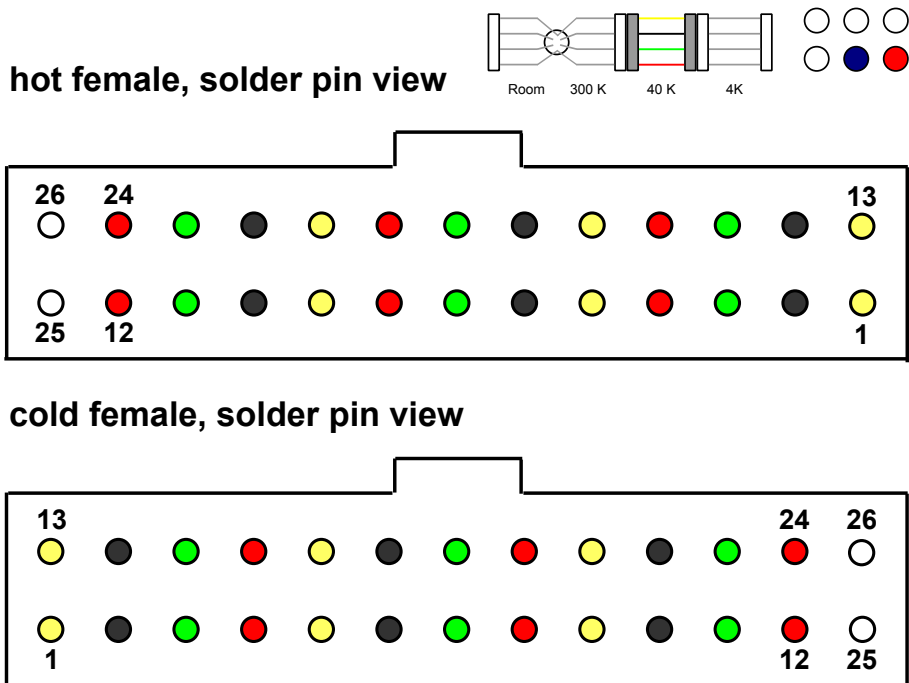 hot female, solder pin view
Room 300 K 40 K 4K
26 24 13
25 12 1
cold female, solder pin view
13 24 26
1 12 25